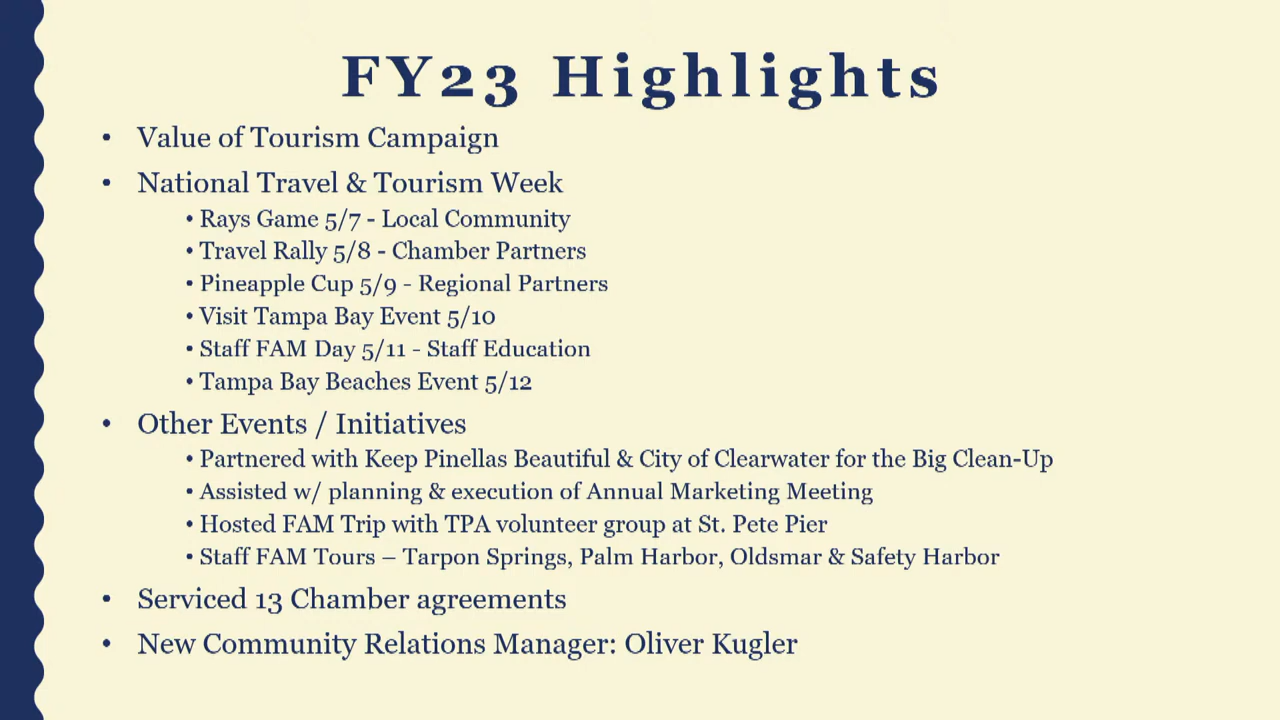 FY23 Highlights
• Value of Tourism Campaign
• National Travel & Tourism Week
• Rays Game 5/7 - Local Community
• Travel Rally 5/8 - Chamber Partners
• Pineapple Cup 5/9 - Regional Partners
• Visit Tampa Bay Event 5/10
• Staff FAM Day 5/11 - Staff Education
• Tampa Bay Beaches Event 5/12
• Other Events / Initiatives
• Partnered with Keep Pinellas Beautiful & City of Clearwater for the Big Clean-Up
• Assisted w/ planning & execution of Annual Marketing Meeting
• Hosted FAM Trip with TPA volunteer group at St. Pete Pier
• Staff FAM Tours – Tarpon Springs, Palm Harbor, Oldsmar & Safety Harbor
• Serviced 13 Chamber agreements
• New Community Relations Manager: Oliver Kugler